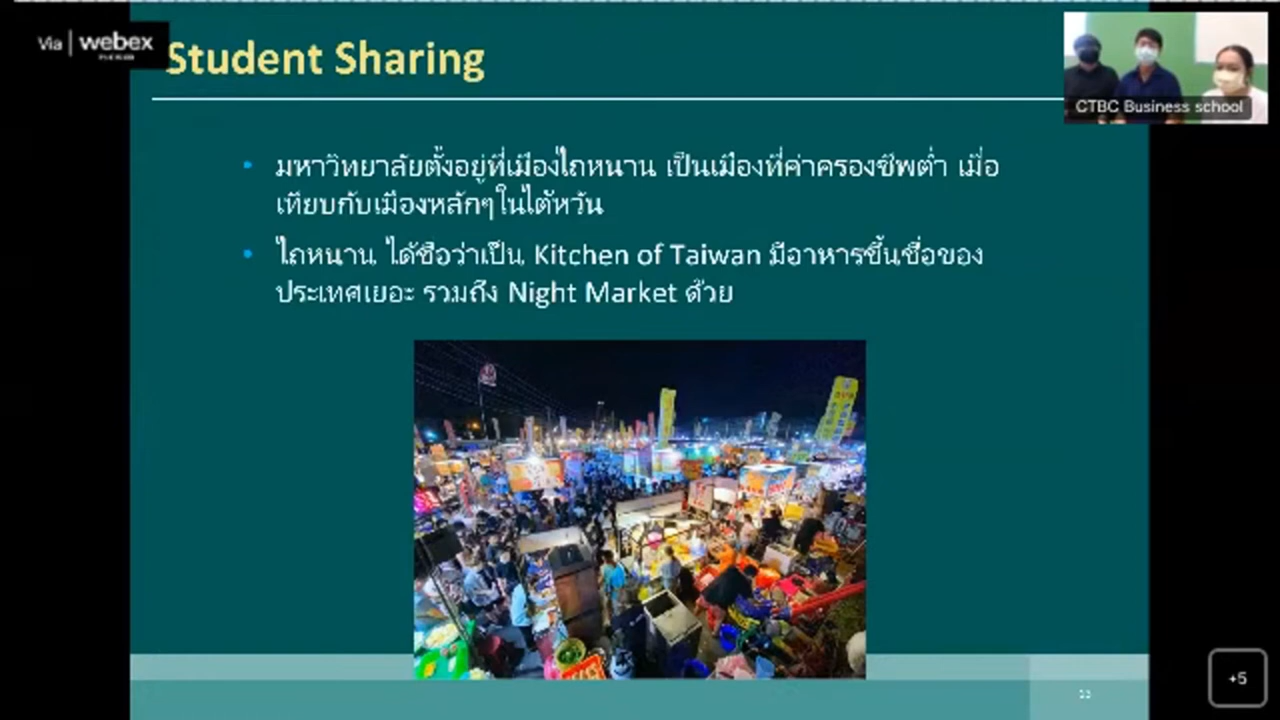 Via | webex
Student Sharing
CTBC Business school
• มหาวิทยาลัยตั้งอยู่ที่เมืองไถหนาน เป็นเมืองที่ค่าครองชีพต่ำ เมื่อ
เทียบกับเมืองหลักๆในไต้หวัน
• ไถหนาน ได้ชื่อว่าเป็น Kitchen of Taiwan มีอาหารขึ้นชื่อของ
ประเทศเยอะ รวมถึง Night Market ด้วย
+5